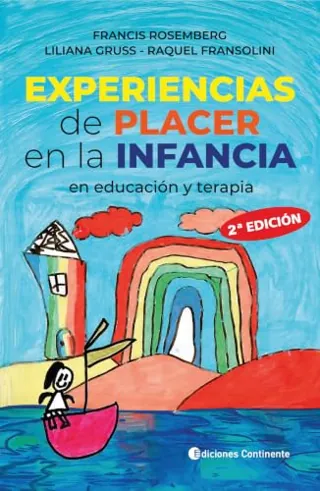 FRANCIS ROSEMBERG
LILIANA GRUSS - RAQUEL FRANSOLINI
EXPERIENCIAS
de PLACER
en la INFANCIA
en educación y terapia
2ª EDICIÓN
Ediciones Continente